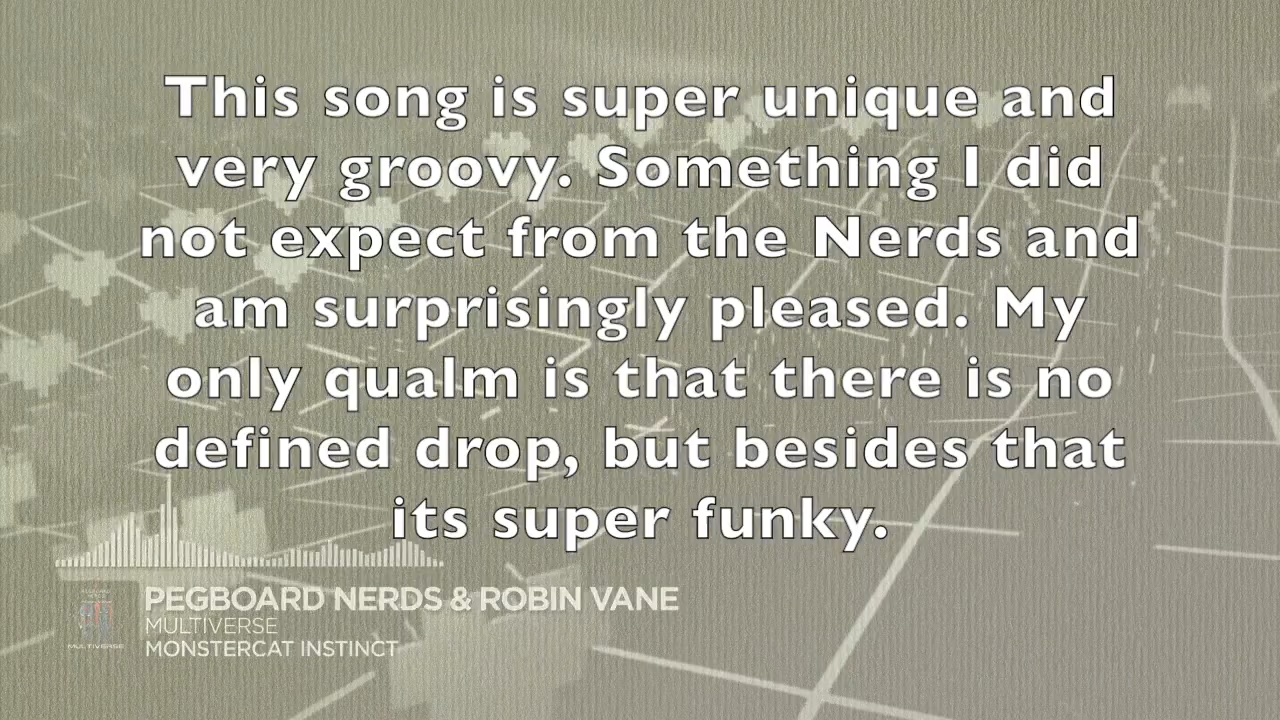 This song is super unique and
very groovy. Something I did
not expect from the Nerds and
am surprisingly pleased. My
only qualm is that there is no
defined drop, but besides that
its super funky.
PEGBOARD NERDS & ROBIN VANE
MULTIVERSE
MONSTERCAT INSTINCT
MULTIVERSE